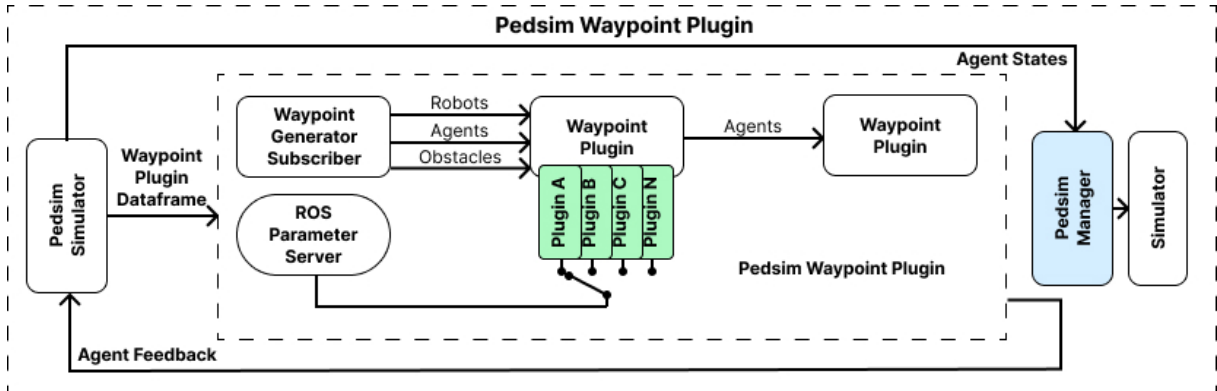 Pedsim Waypoint Plugin
Agent States
Waypoint
Generator
Subscriber
Robots
Agents
Obstacles
Waypoint
Plugin
Agents
Waypoint
Plugin
Pedsim
Simulator
Waypoint
Plugin
Dataframe
Plugin A
Plugin B
Plugin C
Plugin N
ROS
Parameter
Server
Pedsim Waypoint Plugin
Pedsim
Manager
Simulator
Agent Feedback